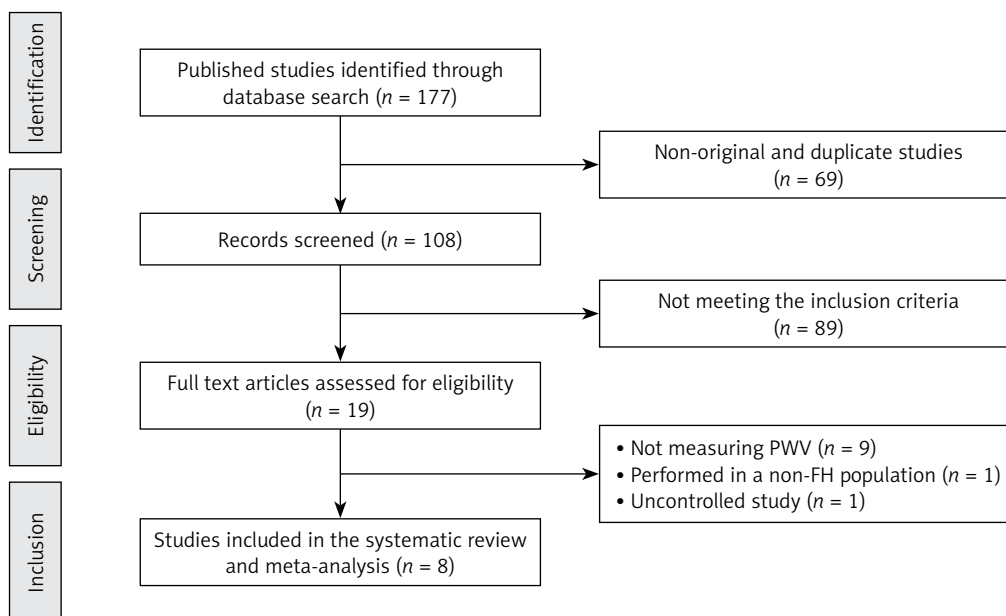 Identification
Published studies identified through
database search (n = 177)
Non-original and duplicate studies
(n = 69)
Screening
Records screened (n = 108)
Not meeting the inclusion criteria
(n = 89)
Eligibility
Full text articles assessed for eligibility
(n = 19)
• Not measuring PWV (n = 9)
• Performed in a non-FH population (n = 1)
• Uncontrolled study (n = 1)
Inclusion
Studies included in the systematic review
and meta-analysis (n = 8)